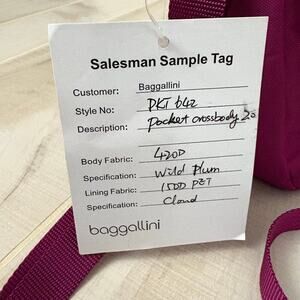 Salesman Sample Tag
Customer: Baggallini
Style No: PKT 642
Description: Pocket crossbody 2.0
Body Fabric: 420D
Specification: Wild Plum
Lining Fabric: 150D PET
Specification: Cloud
baggallini